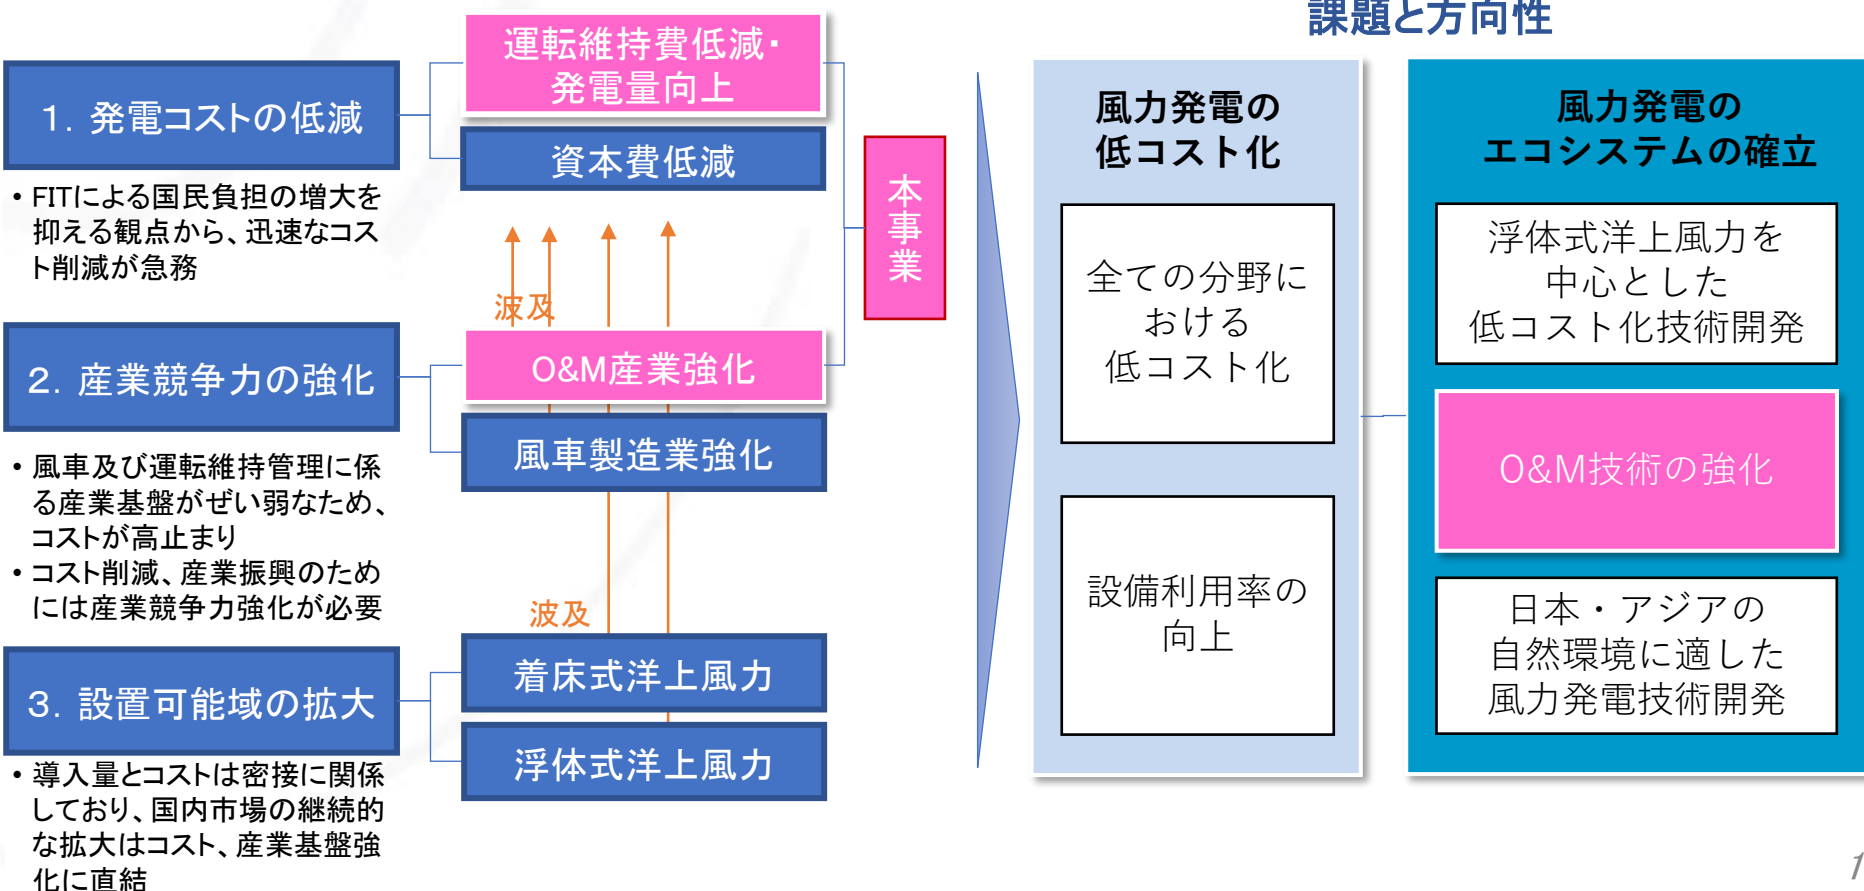 課題と方向性
1. 発電コストの低減
・FITによる国民負担の増大を
抑える観点から、迅速なコス
ト削減が急務
運転維持費低減・
発電量向上
資本費低減
波及
2. 産業競争力の強化
・風車及び運転維持管理に係
る産業基盤がぜい弱なため、
コストが高止まり
・コスト削減、産業振興のため
には産業競争力強化が必要
O&M産業強化
風車製造業強化
波及
3. 設置可能域の拡大
・導入量とコストは密接に関係
しており、国内市場の継続的
な拡大はコスト、産業基盤強
化に直結
着床式洋上風力
浮体式洋上風力
本事業
風力発電の
低コスト化
全ての分野に
おける
低コスト化
設備利用率の
向上
風力発電の
エコシステムの確立
浮体式洋上風力を
中心とした
低コスト化技術開発
O&M技術の強化
日本・アジアの
自然環境に適した
風力発電技術開発
1